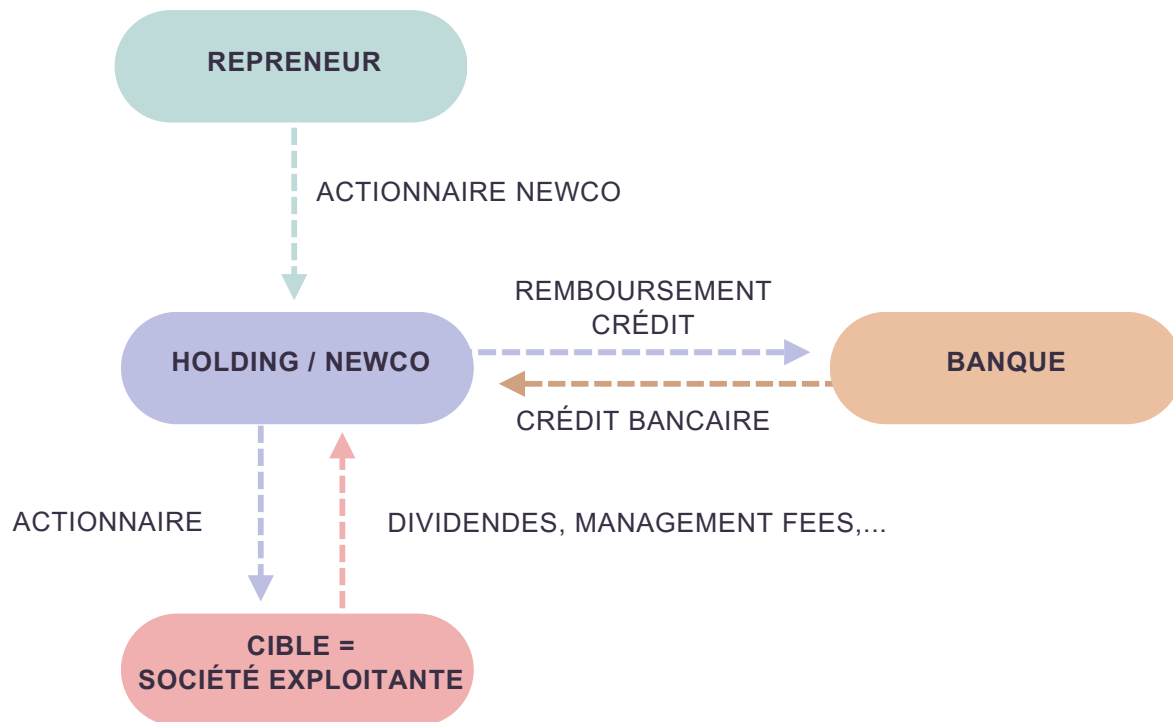 REPRENEUR
ACTIONNAIRE NEWCO
REMBOURSEMENT
CRÉDIT
HOLDING / NEWCO
BANQUE
CRÉDIT BANCAIRE
ACTIONNAIRE
DIVIDENDES, MANAGEMENT FEES,...
CIBLE =
SOCIÉTÉ EXPLOITANTE